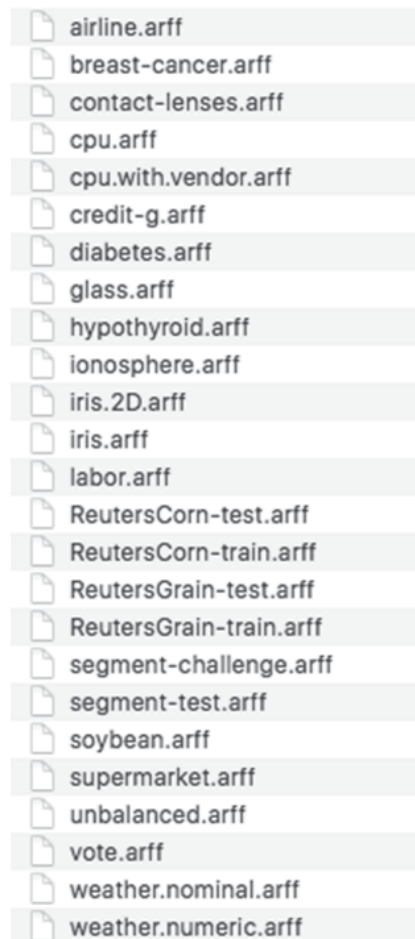 airline.arff
breast-cancer.arff
contact-lenses.arff
cpu.arff
cpu.with.vendor.arff
credit-g.arff
diabetes.arff
glass.arff
hypothyroid.arff
ionosphere.arff
iris.2D.arff
iris.arff
labor.arff
ReutersCorn-test.arff
ReutersCorn-train.arff
ReutersGrain-test.arff
ReutersGrain-train.arff
segment-challenge.arff
segment-test.arff
soybean.arff
supermarket.arff
unbalanced.arff
vote.arff
weather.nominal.arff
weather.numeric.arff